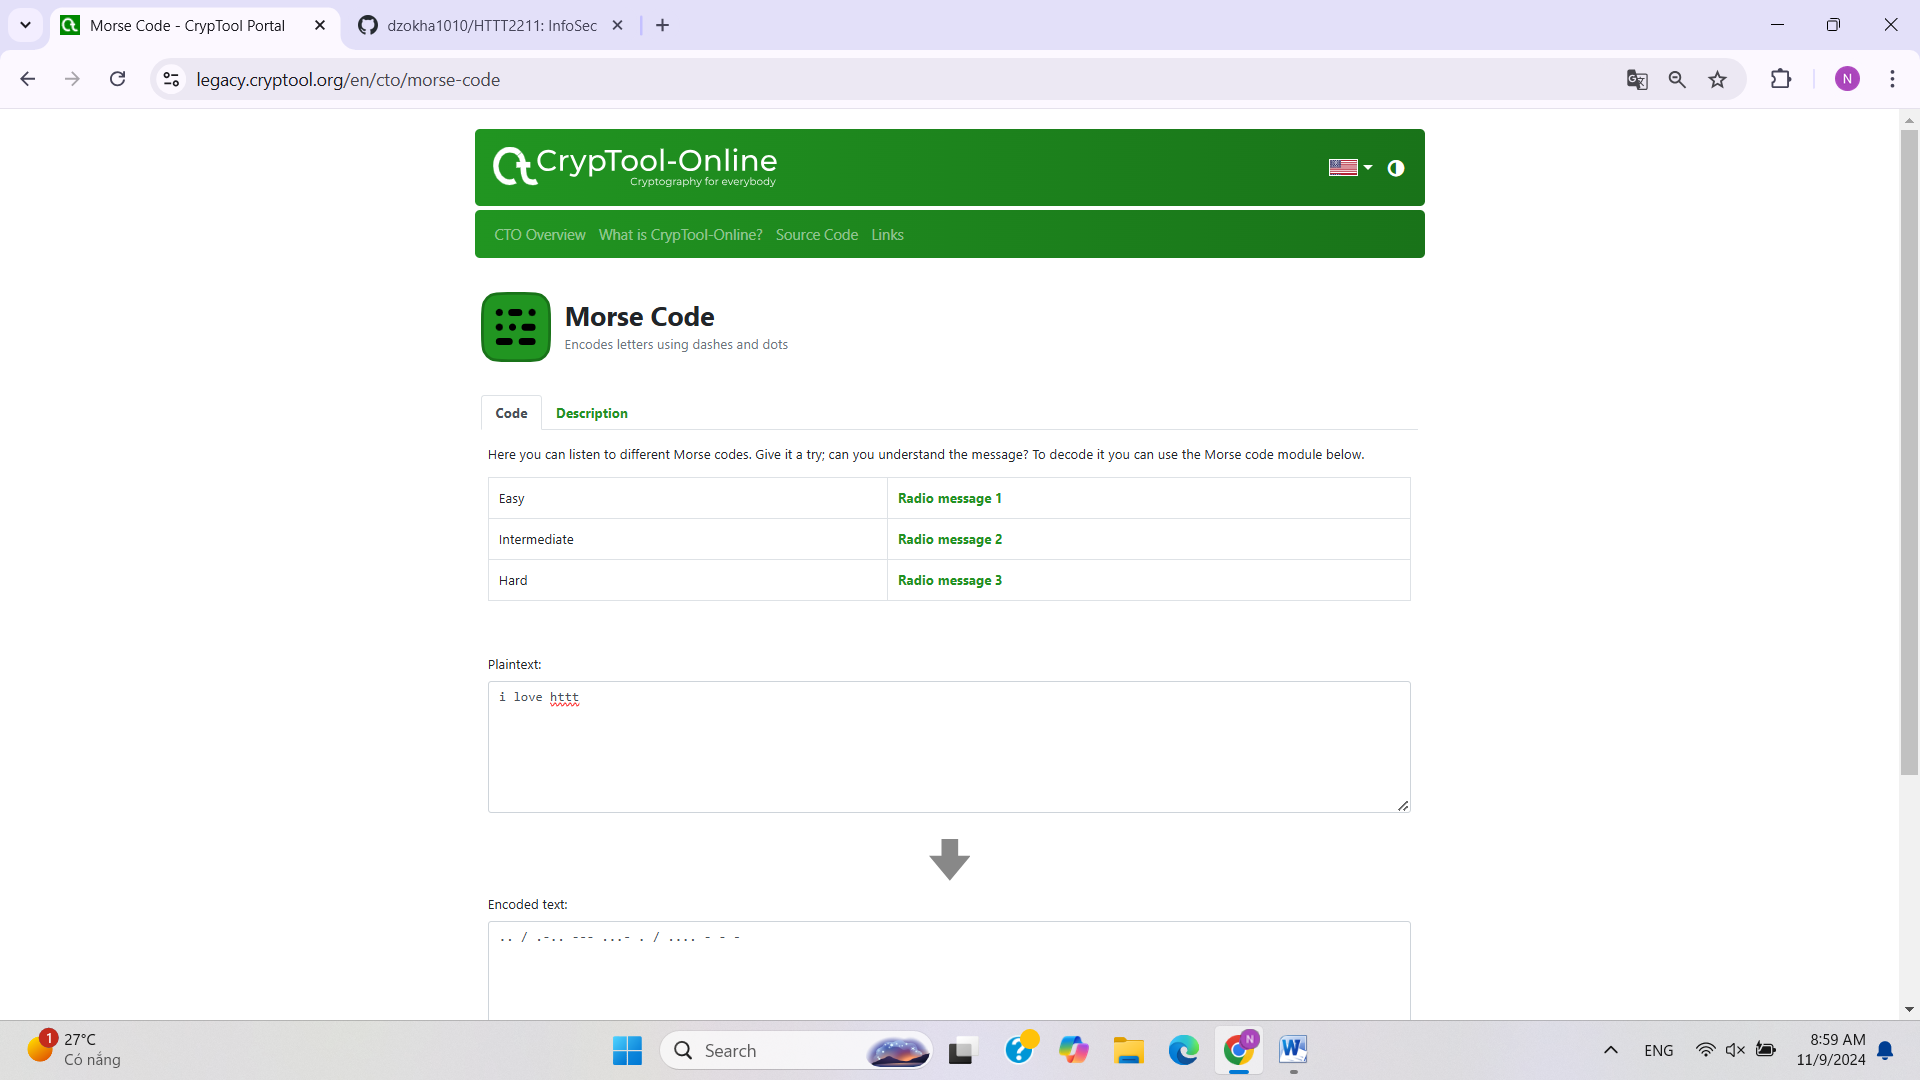 Morse Code - CrypTool Portal
dzokha1010/HTTT2211: InfoSec
legacy.cryptool.org/en/cto/morse-code
N
CrypTool-Online
Cryptography for everybody
CTO Overview What is CrypTool-Online? Source Code Links
Morse Code
Encodes letters using dashes and dots
Code Description
Here you can listen to different Morse codes. Give it a try; can you understand the message? To decode it you can use the Morse code module below.
Easy Radio message 1
Intermediate Radio message 2
Hard Radio message 3
Plaintext:
i love httt
Encoded text:
.. / .-.. --- ...- . / .... - - -
1
27°C
Có nắng
Search
N
ENG
8:59 AM
11/9/2024